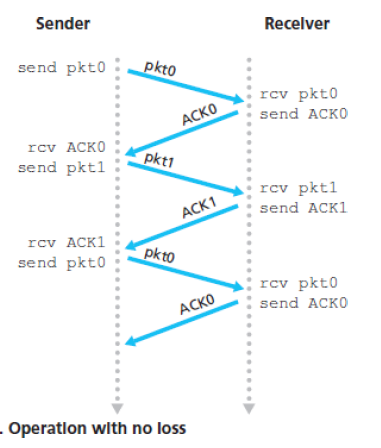 Sender Receiver
send pkt0
pkt0
rcv pkt0
send ACK0
ACK0
rcv ACK0
send pkt1
pkt1
rcv pkt1
send ACK1
ACK1
rcv ACK1
send pkt0
pkt0
rcv pkt0
send ACK0
ACK0
. Operation with no loss